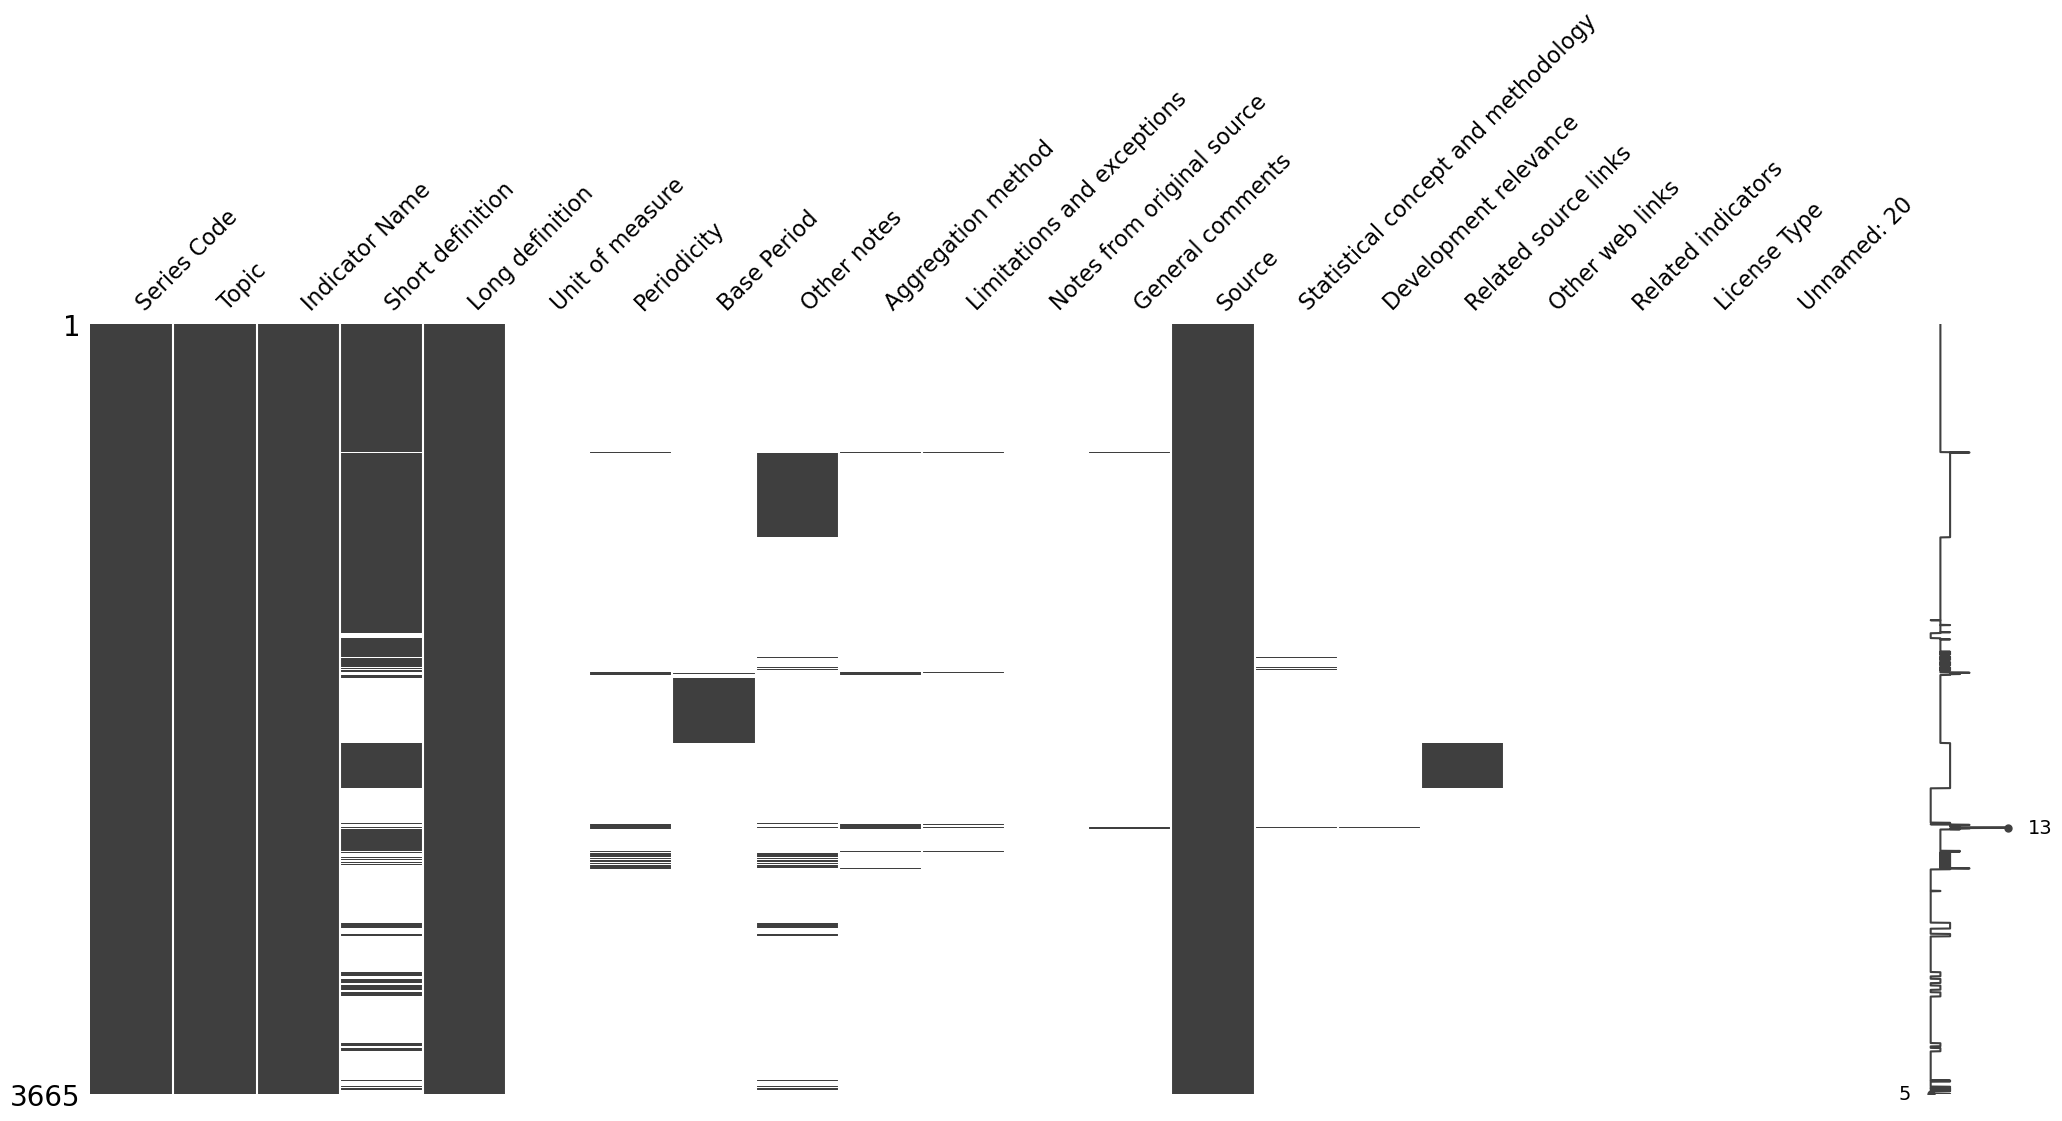 Series Code
Topic
Indicator Name
Short definition
Long definition
Unit of measure
Periodicity
Base Period
Other notes
Aggregation method
Limitations and exceptions
Notes from original source
General comments
Source
Statistical concept and methodology
Development relevance
Related source links
Other web links
Related indicators
License Type
Unnamed: 20
1
13
3665
5